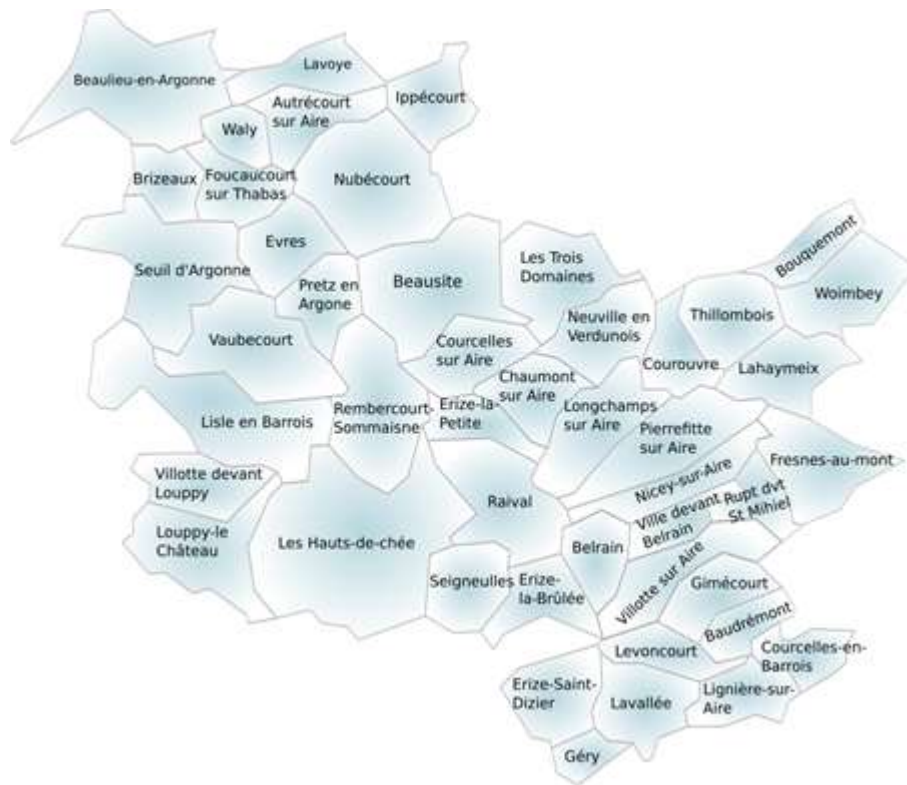 Lavoye
Beaulieu-en-Argonne
Ippécourt
Autrécourt
sur Aire
Waly
Brizeaux
Foucaucourt
sur Thabas
Nubécourt
Evres
Seuil d'Argonne
Pretz en
Argone
Beausite
Les Trois
Domaines
Bouquemont
Woimbey
Neuville en
Verdunois
Thillombois
Vaubecourt
Courcelles
sur Aire
Courouvre
Lahaymeix
Chaumont
sur Aire
Lisle en Barrois
Rembercourt-
Sommaisne
Erize-la-
Petite
Longchamps
sur Aire
Pierrefitte
sur Aire
Fresnes-au-mont
Villotte devant
Louppy
Nicey-sur-Aire
Raival
Rupt dvt
St Mihiel
Ville devant
Belrain
Louppy-le
Château
Les Hauts-de-chée
Belrain
Villotte sur Aire
Seigneulles
Erize-
la-Brûlée
Gimécourt
Baudrémont
Levoncourt
Courcelles-en-
Barrois
Erize-Saint-
Dizier
Lavallée
Lignière-sur-
Aire
Géry